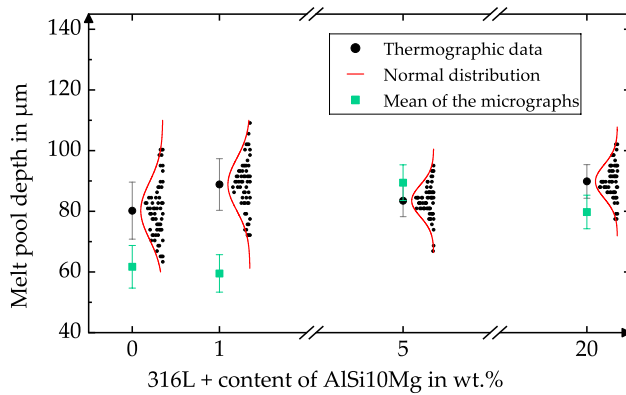 140
120
100
80
60
40
Melt pool depth in µm
Thermographic data
Normal distribution
Mean of the micrographs
0 1 5 20
316L + content of AlSi10Mg in wt.%